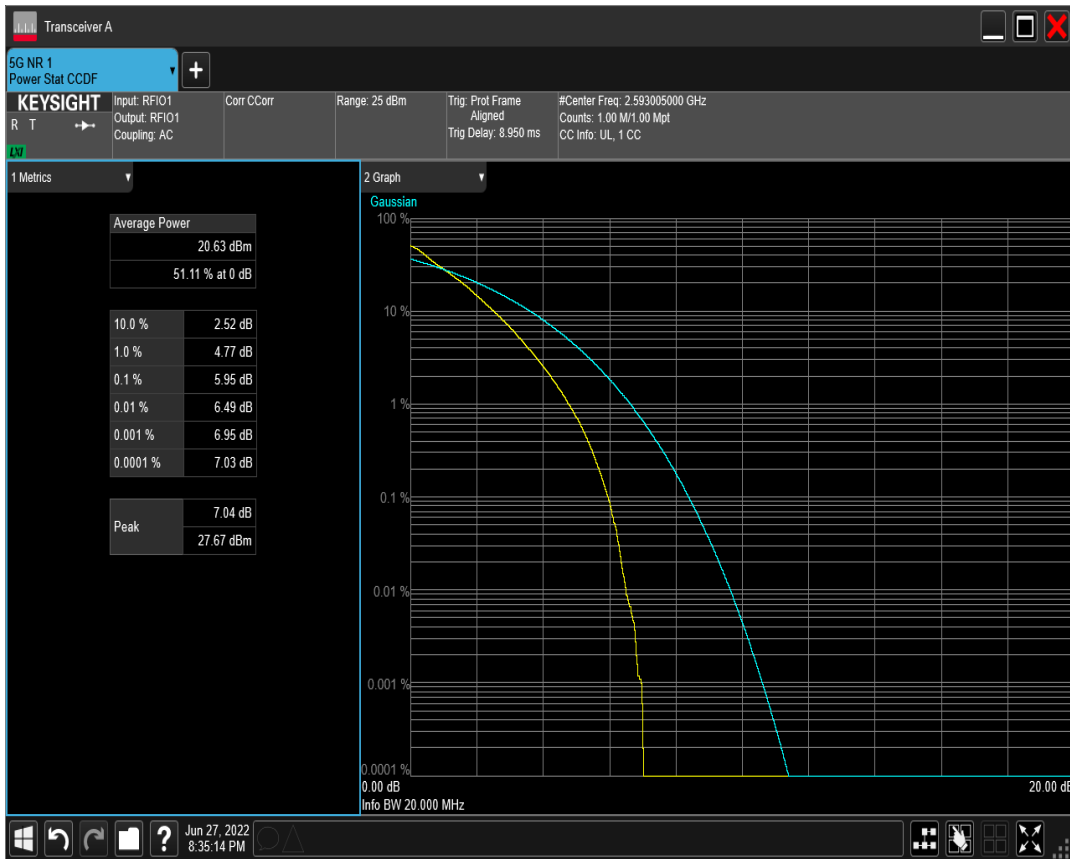 Transceiver A
5G NR 1
Power Stat CCDF
+
KEYSIGHT
R T
LXI
Input: RFIO1
Output: RFIO1
Coupling: AC
Corr CCorr
Range: 25 dBm
Trig: Prot Frame
Aligned
Trig Delay: 8.950 ms
#Center Freq: 2.593005000 GHz
Counts: 1.00 M/1.00 Mpt
CC Info: UL, 1 CC
1 Metrics
Average Power
20.63 dBm
51.11 % at 0 dB
10.0 % 2.52 dB
1.0 % 4.77 dB
0.1 % 5.95 dB
0.01 % 6.49 dB
0.001 % 6.95 dB
0.0001 % 7.03 dB
Peak
7.04 dB
27.67 dBm
2 Graph
Gaussian
100 %
10 %
1 %
0.1 %
0.01 %
0.001 %
0.0001 %
0.00 dB 20.00 dB
Info BW 20.000 MHz
?
Jun 27, 2022
8:35:14 PM